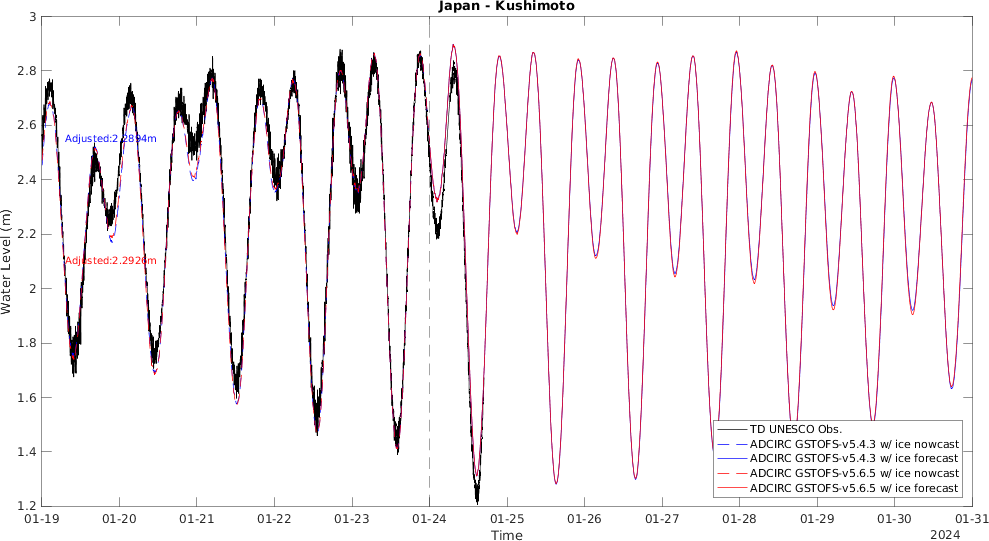 Japan - Kushimoto
Water Level (m)
3
2.8
2.6
2.4
2.2
2
1.8
1.6
1.4
1.2
Adjusted:2.2894m
Adjusted:2.2926m
TD UNESCO Obs.
ADCIRC GSTOFS-v5.4.3 w/ ice nowcast
ADCIRC GSTOFS-v5.4.3 w/ ice forecast
ADCIRC GSTOFS-v5.6.5 w/ ice nowcast
ADCIRC GSTOFS-v5.6.5 w/ ice forecast
01-19 01-20 01-21 01-22 01-23 01-24 01-25 01-26 01-27 01-28 01-29 01-30 01-31
Time
2024